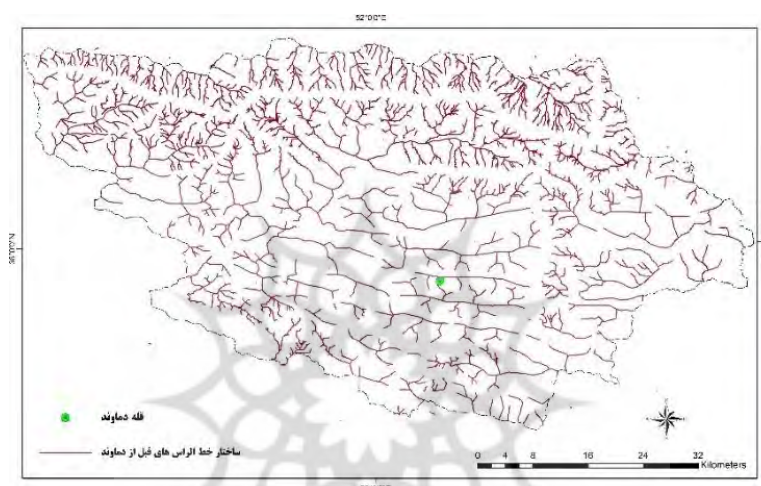 52°0'0"E
36°0'0"N
قله دماوند
ساختار خط الراس های قبل از دماوند
0 4 8 16 24 32
Kilometers